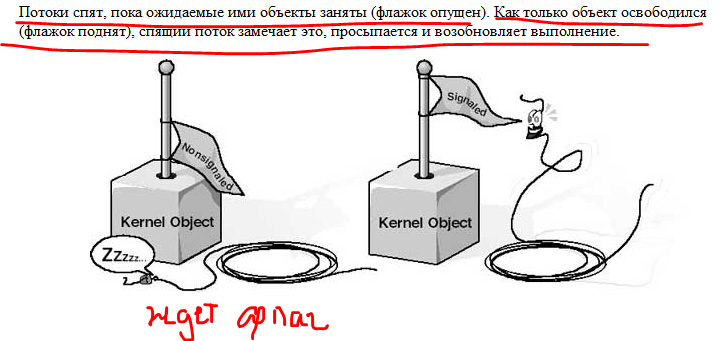 Потоки спят, пока ожидаемые ими объекты заняты (флажок опущен). Как только объект освободился
(флажок поднят), спящий поток замечает это, просыпается и возобновляет выполнение.
Nonsignaled
Signaled
Kernel Object
Kernel Object
ZZzzz...
ждет флаг